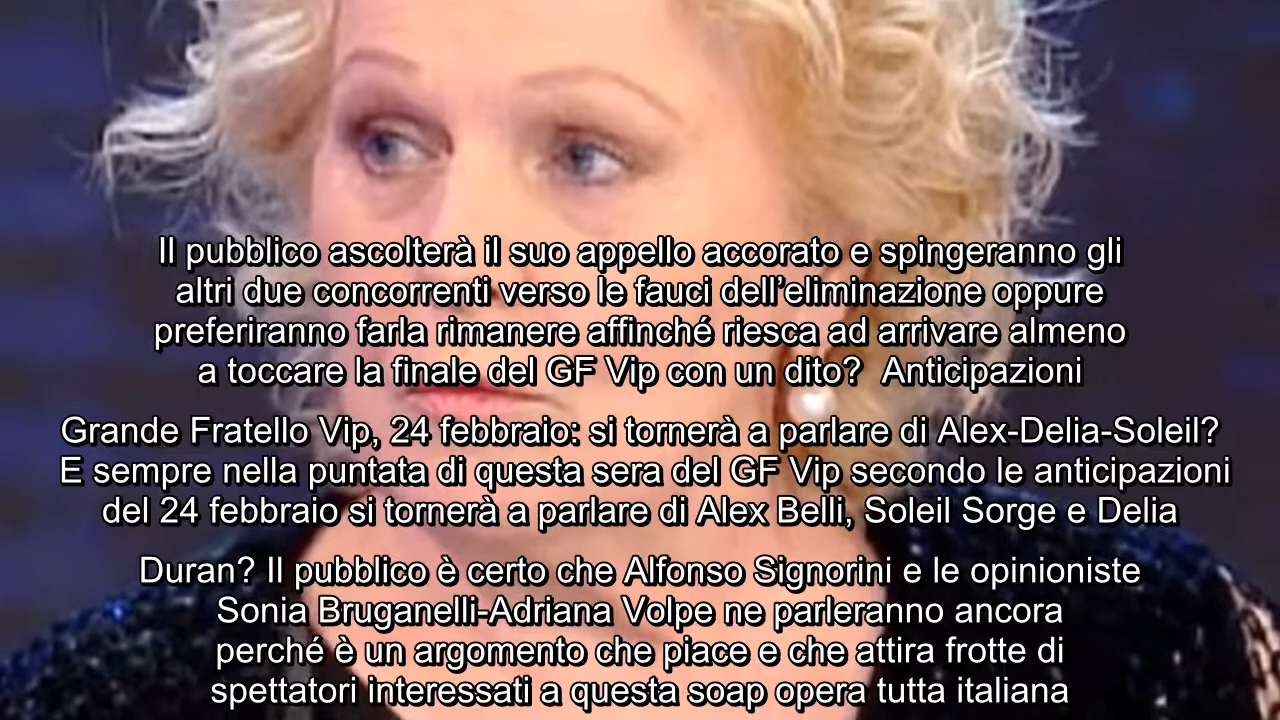 Il pubblico ascolterà il suo appello accorato e spingeranno gli
altri due concorrenti verso le fauci dell'eliminazione oppure
preferiranno farla rimanere affinché riesca ad arrivare almeno
a toccare la finale del GF Vip con un dito?  Anticipazioni
Grande Fratello Vip, 24 febbraio: si tornerà a parlare di Alex-Delia-Soleil?
E sempre nella puntata di questa sera del GF Vip secondo le anticipazioni
del 24 febbraio si tornerà a parlare di Alex Belli, Soleil Sorge e Delia
Duran? Il pubblico è certo che Alfonso Signorini e le opinioniste
Sonia Bruganelli-Adriana Volpe ne parleranno ancora
perché è un argomento che piace e che attira frotte di
spettatori interessati a questa soap opera tutta italiana